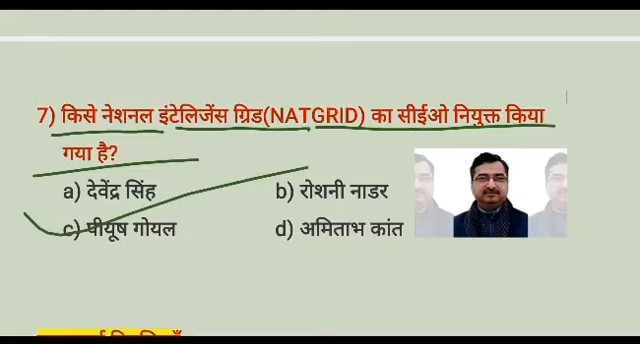 7) किसे नेशनल इंटेलिजेंस ग्रिड(NATGRID) का सीईओ नियुक्त किया
गया है?
a) देवेंद्र सिंह b) रोशनी नाडर
c) पीयूष गोयल d) अमिताभ कांत